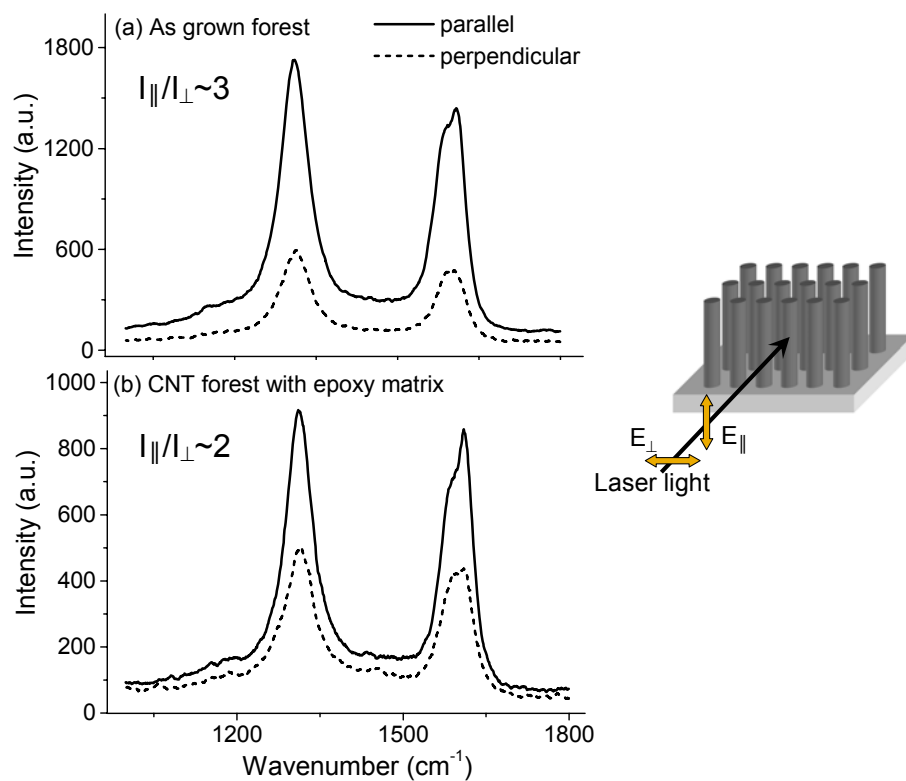 (a) As grown forest
parallel
perpendicular
I∥/I⊥~3
1800
1200
600
0
Intensity (a.u.)
(b) CNT forest with epoxy matrix
I∥/I⊥~2
1000
800
600
400
200
0
Intensity (a.u.)
1200
1500
1800
Wavenumber (cm⁻¹)
E⊥
E∥
Laser light